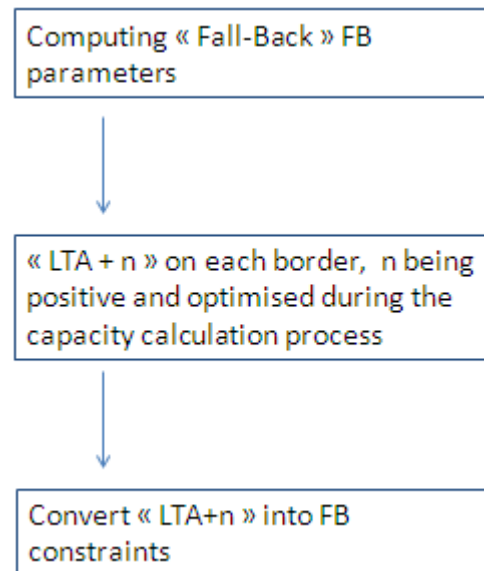 Computing « Fall-Back » FB
parameters
« LTA + n » on each border,  n being
positive and optimised during the
capacity calculation process
Convert « LTA+n » into FB
constraints